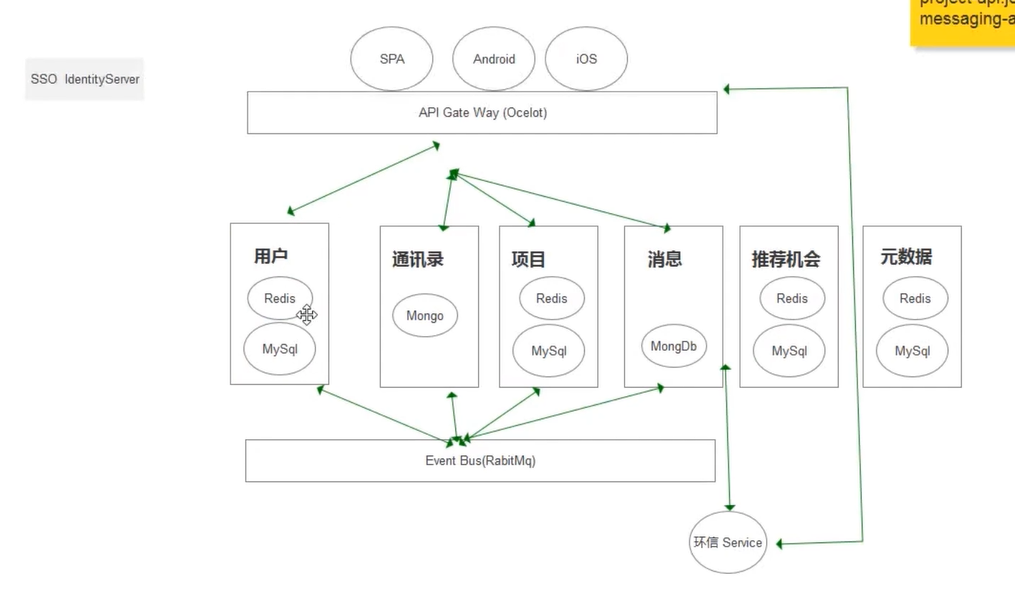 project-api.j
messaging-a
SPA
Android
iOS
SSO IdentityServer
API Gate Way (Ocelot)
用户
通讯录
项目
消息
推荐机会
元数据
Redis
Redis
Redis
Redis
Mongo
MySql
MySql
MongDb
MySql
MySql
Event Bus(RabitMq)
环信 Service